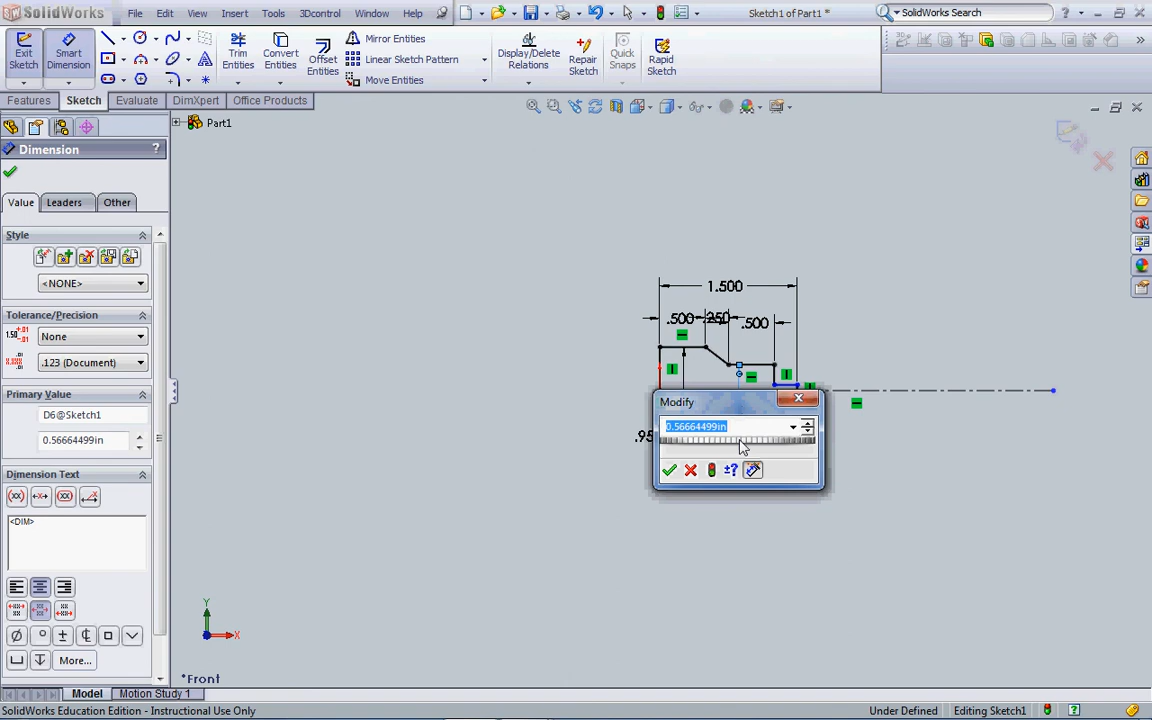 SolidWorks
File Edit View Insert Tools 3Dcontrol Window Help
Sketch1 of Part1 *
SolidWorks Search
Exit Sketch
Smart Dimension
Trim Entities
Convert Entities
Offset Entities
Mirror Entities
Linear Sketch Pattern
Move Entities
Display/Delete Relations
Repair Sketch
Quick Snaps
Rapid Sketch
Features Sketch Evaluate DimXpert Office Products
Part1
Dimension ?
Value Leaders Other
Style
<NONE>
Tolerance/Precision
None
.123 (Document)
Primary Value
D6@Sketch1
0.56664499in
Dimension Text
<DIM>
More...
1.500
.500 .250 .500
.95
Modify
0.56664499in
Y
X
*Front
Model Motion Study 1
SolidWorks Education Edition - Instructional Use Only
Under Defined Editing Sketch1